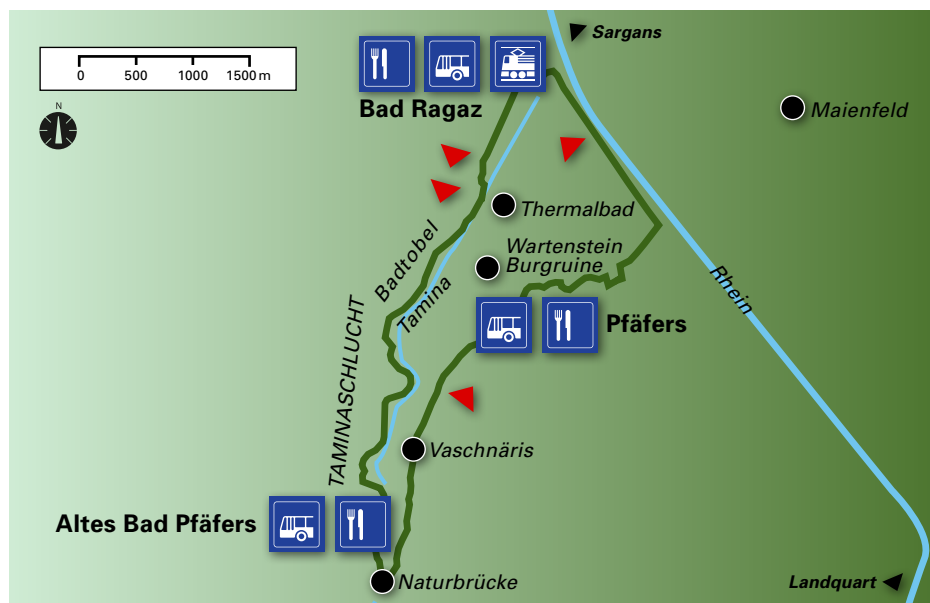 Sargans
0 500 1000 1500 m
N
Bad Ragaz
Maienfeld
Thermalbad
Badtobel
Wartenstein
Burgruine
Tamina
Rhein
Pfäfers
TAMINASCHLUCHT
Vaschnäris
Altes Bad Pfäfers
Naturbrücke
Landquart